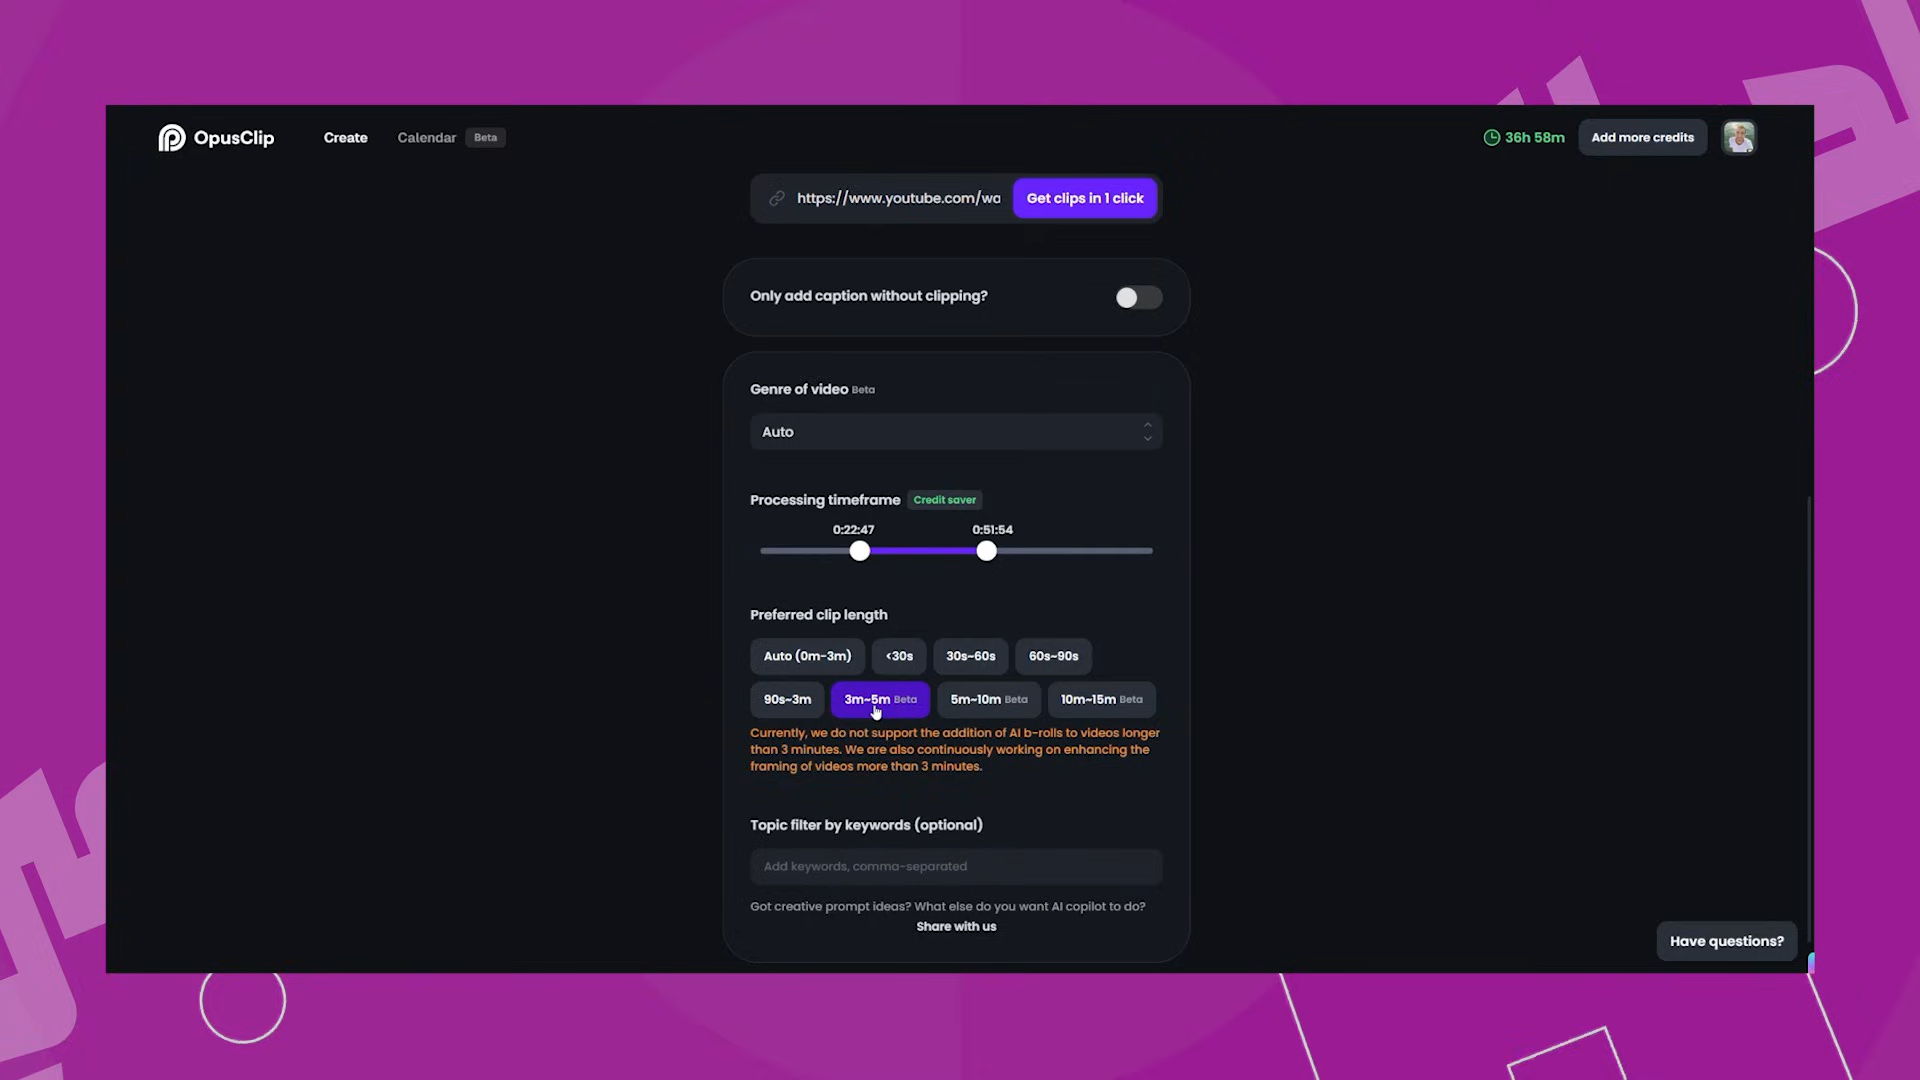 OpusClip
Create
Calendar Beta
36h 58m
Add more credits
https://www.youtube.com/wa
Get clips in 1 click
Only add caption without clipping?
Genre of video Beta
Auto
Processing timeframe Credit saver
0:22:47 0:51:54
Preferred clip length
Auto (0m-3m) <30s 30s~60s 60s~90s
90s~3m 3m~5m Beta 5m~10m Beta 10m~15m Beta
Currently, we do not support the addition of AI b-rolls to videos longer
than 3 minutes. We are also continuously working on enhancing the
framing of videos more than 3 minutes.
Topic filter by keywords (optional)
Add keywords, comma-separated
Got creative prompt ideas? What else do you want AI copilot to do?
Share with us
Have questions?